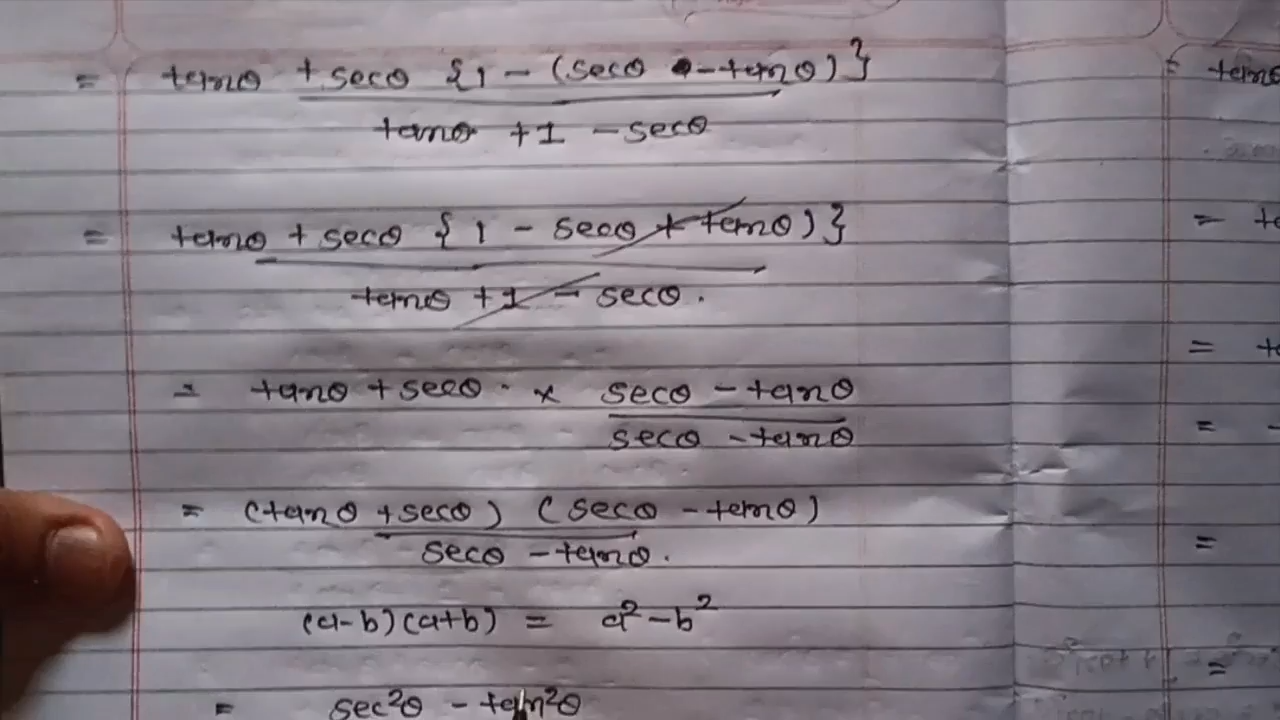 = tanθ + secθ {1 - (secθ - tanθ)}
tanθ + 1 - secθ
= tanθ + secθ {1 - secθ + tanθ)}
tanθ + 1 - secθ.
= tanθ + secθ · × secθ - tanθ
secθ - tanθ
= (tanθ + secθ) (secθ - tanθ)
secθ - tanθ.
(a-b)(a+b) = a² - b²
= sec²θ - tan²θ
= tanθ
=
=
=
=
=